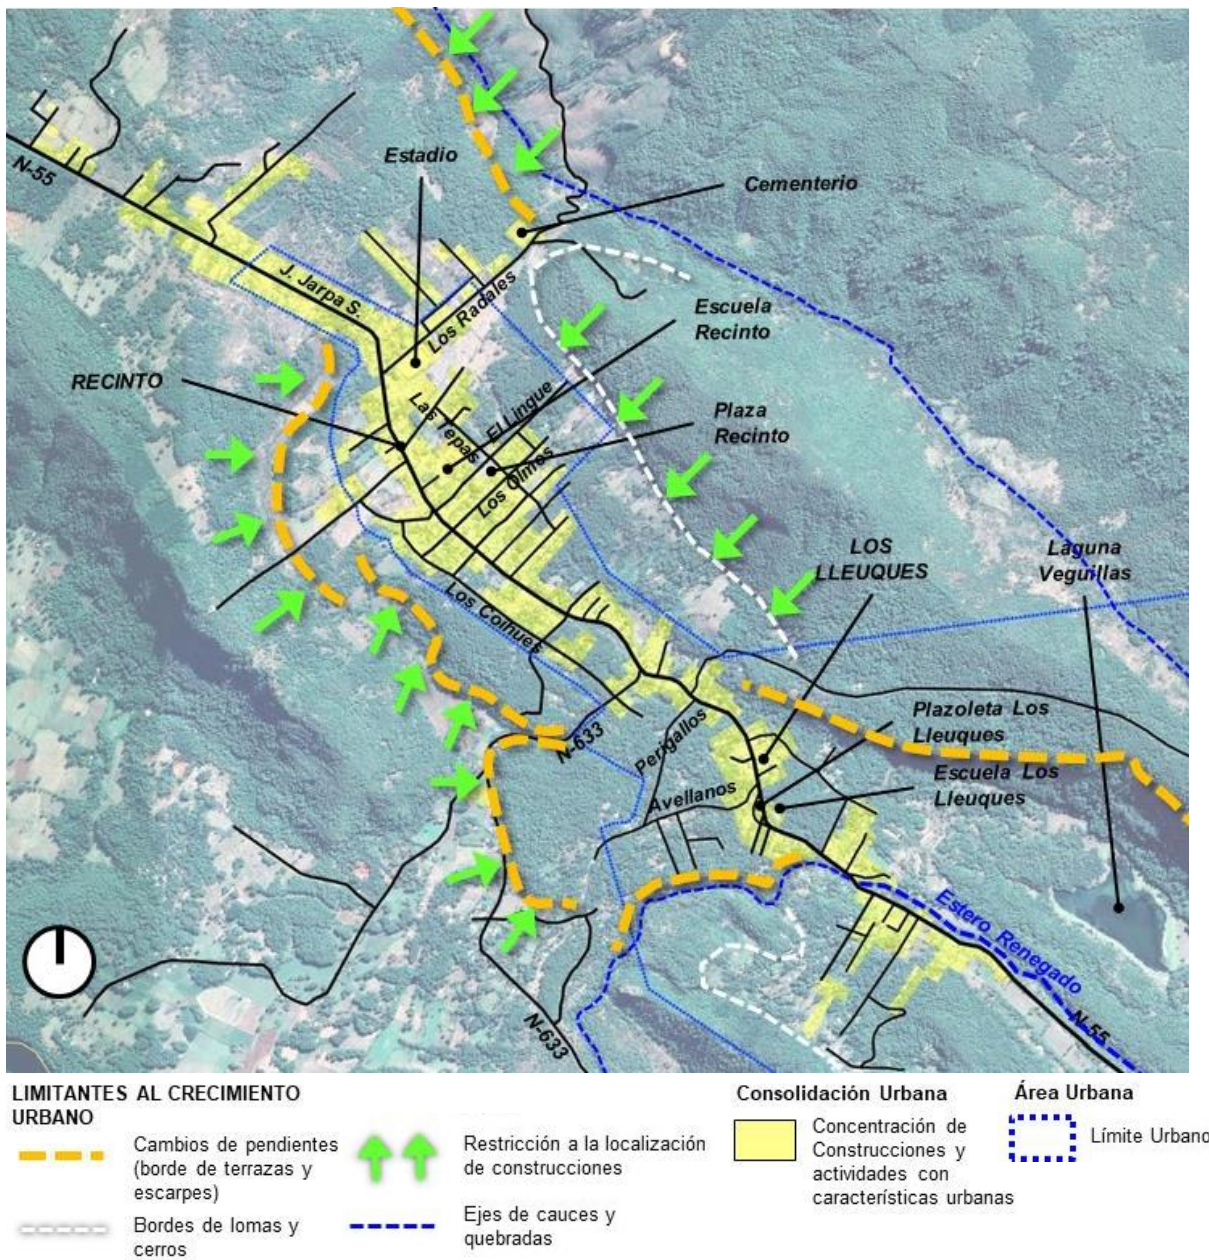 Estadio
N-55
Cementerio
J. Jarpa S.
Los Radales
Escuela
Recinto
RECINTO
Las Tepas
El Lingue
Plaza
Recinto
Los Olmos
LOS
LLEUQUES
Laguna
Veguillas
Los Coihues
Plazoleta Los
Lleuques
N-633
Perigallos
Escuela Los
Lleuques
Avellanos
Estero Renegado
N-633
N-55
LIMITANTES AL CRECIMIENTO
URBANO
Cambios de pendientes
(borde de terrazas y
escarpes)
Bordes de lomas y
cerros
Restricción a la localización
de construcciones
Ejes de cauces y
quebradas
Consolidación Urbana
Concentración de
Construcciones y
actividades con
características urbanas
Área Urbana
Límite Urbano